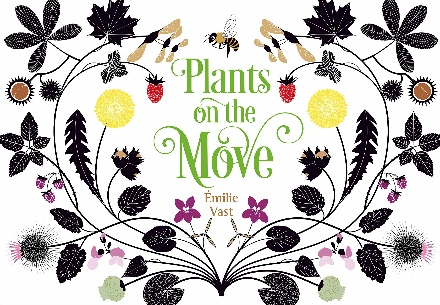 Plants
on the
Move
Émilie
Vast